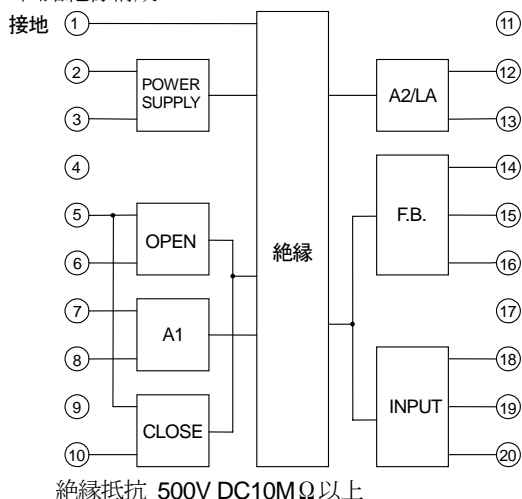 接地 ① ⑪
② POWER SUPPLY A2/LA ⑫
③ ⑬
④ ⑭
⑤ OPEN F.B. ⑮
⑥ 絶縁 ⑯
⑦ A1 ⑰
⑧ ⑱
⑨ CLOSE INPUT ⑲
⑩ ⑳
絶縁抵抗 500V DC10MΩ以上